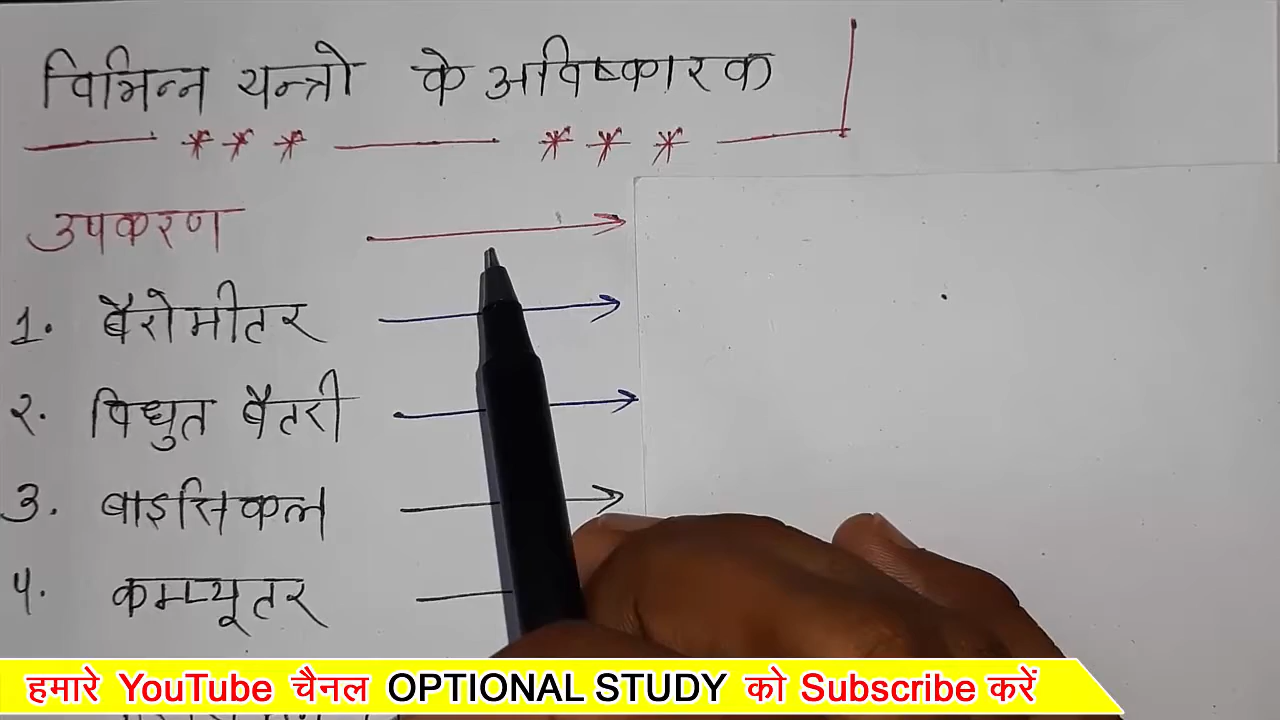 विभिन्न यन्त्रो के अविष्कारक
उपकरण
1. बैरोमीटर
२. विधुत बैतरी
3. बाइसिकल
4. कम्प्यूतर
हमारे YouTube चैनल OPTIONAL STUDY को Subscribe करें